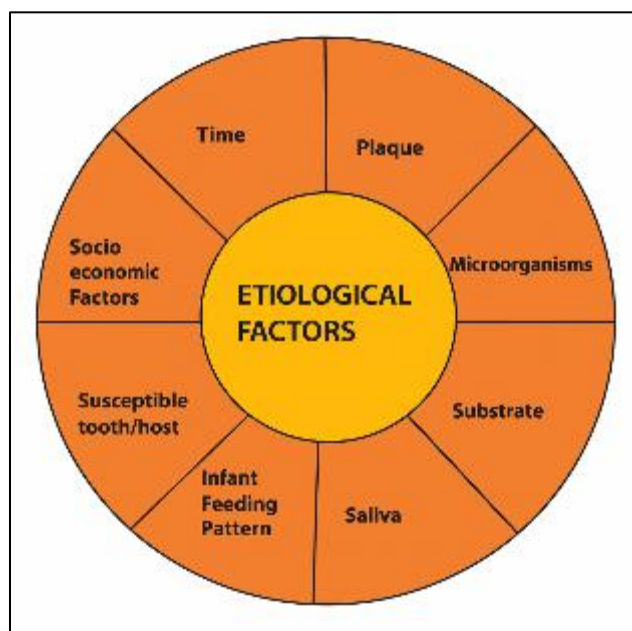 Time
Plaque
Socio
economic
Factors
Microorganisms
ETIOLOGICAL
FACTORS
Susceptible
tooth/host
Substrate
Infant
Feeding
Pattern
Saliva